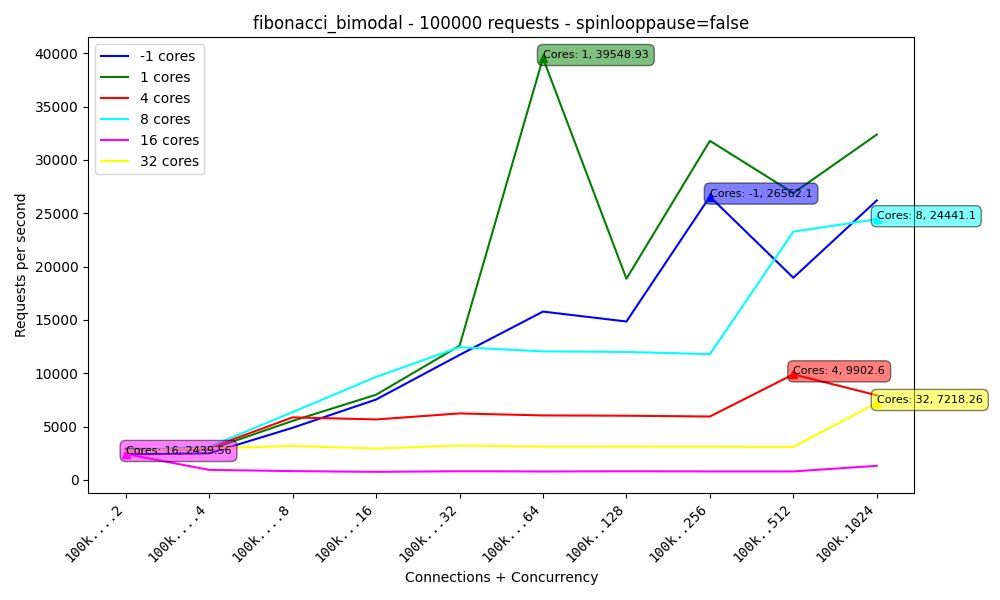 fibonacci_bimodal - 100000 requests - spinlooppause=false
Requests per second
40000
35000
30000
25000
20000
15000
10000
5000
0
-1 cores
1 cores
4 cores
8 cores
16 cores
32 cores
Cores: 1, 39548.93
Cores: -1, 26562.1
Cores: 8, 24441.1
Cores: 4, 9902.6
Cores: 32, 7218.26
Cores: 16, 2439.56
100k....2
100k....4
100k....8
100k...16
100k...32
100k...64
100k..128
100k..256
100k..512
100k.1024
Connections + Concurrency